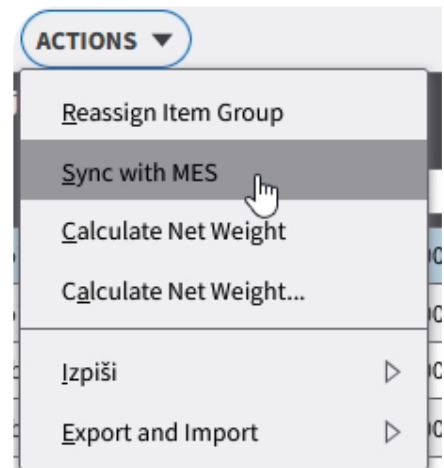 ACTIONS
Reassign Item Group
Sync with MES
Calculate Net Weight
Calculate Net Weight...
Izpiši
Export and Import